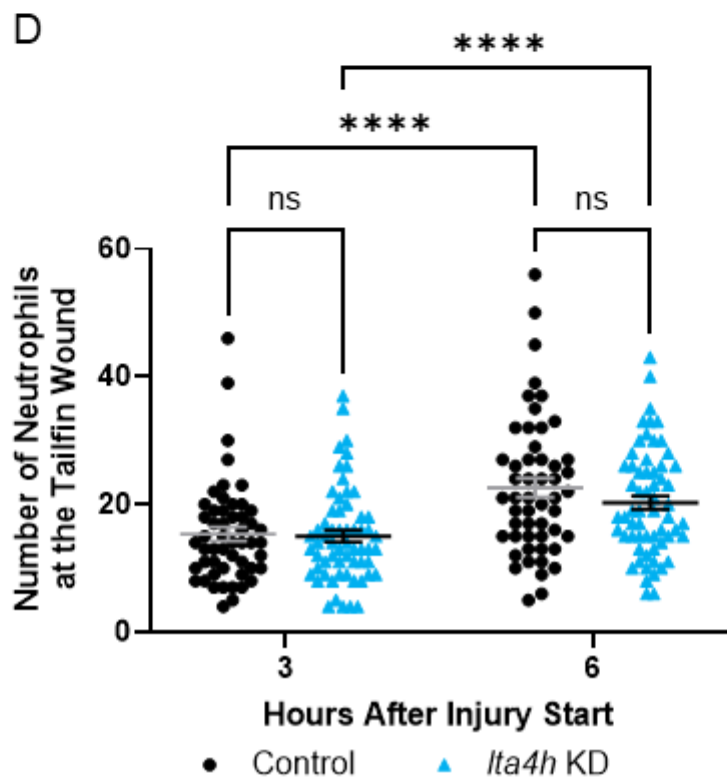 D
****
****
ns
ns
60
40
20
0
Number of Neutrophils
at the Tailfin Wound
3
6
Hours After Injury Start
Control
lta4h KD